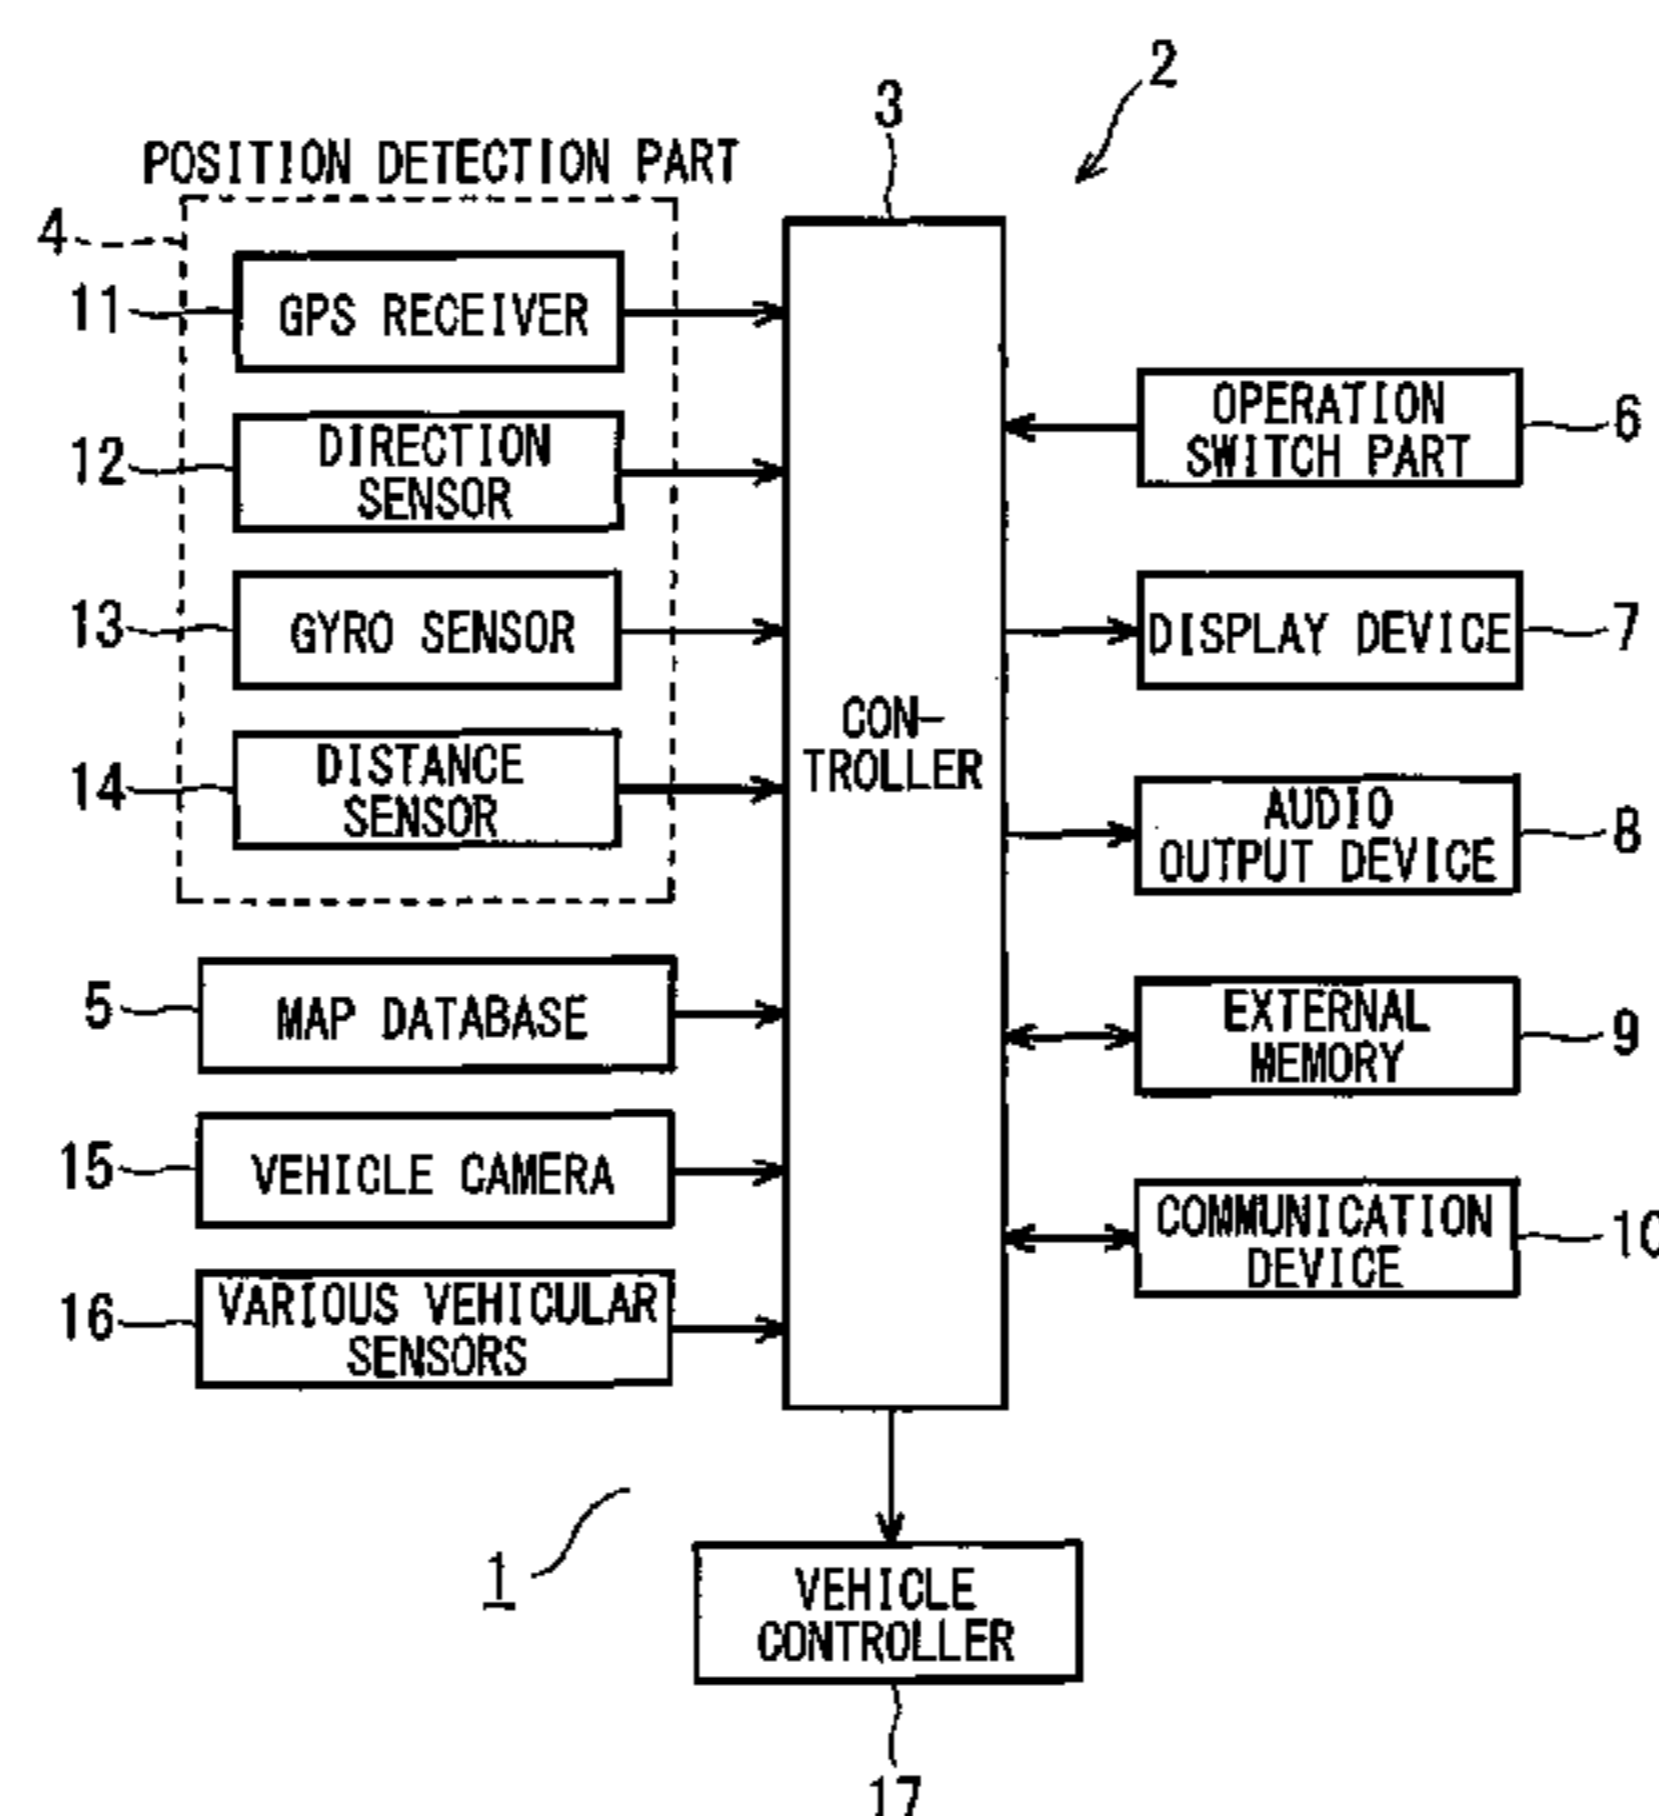 2
3
POSITION DETECTION PART
4
11
GPS RECEIVER
12
DIRECTION
SENSOR
13
GYRO SENSOR
14
DISTANCE
SENSOR
5
MAP DATABASE
15
VEHICLE CAMERA
16
VARIOUS VEHICULAR
SENSORS
CON-
TROLLER
OPERATION
SWITCH PART
6
DISPLAY DEVICE
7
AUDIO
OUTPUT DEVICE
8
EXTERNAL
MEMORY
9
COMMUNICATION
DEVICE
10
1
VEHICLE
CONTROLLER
17